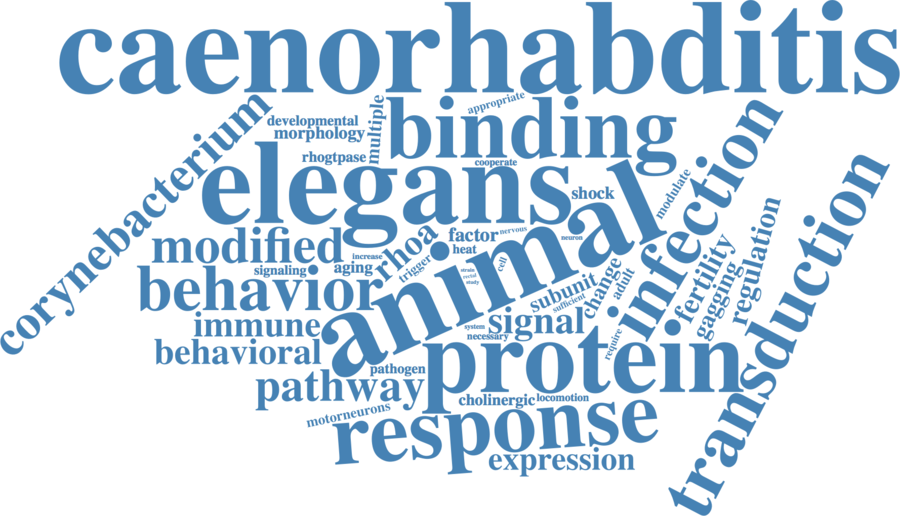 caenorhabditis
corynebacterium
developmental
morphology
multiple
appropriate
binding
rhogtpase
cooperate
elegans
shock
modulate
infection
transduction
modified
rhoa
factor
nervous
neuron
heat
animal
increase
signaling
aging
trigger
strain
rectal
study
cell
behavior
subunit
sufficient
change
adult
fertility
gagging
regulation
immune
system
signal
necessary
require
behavioral
protein
pathogen
pathway
cholinergic
locomotion
motorneurons
response
expression